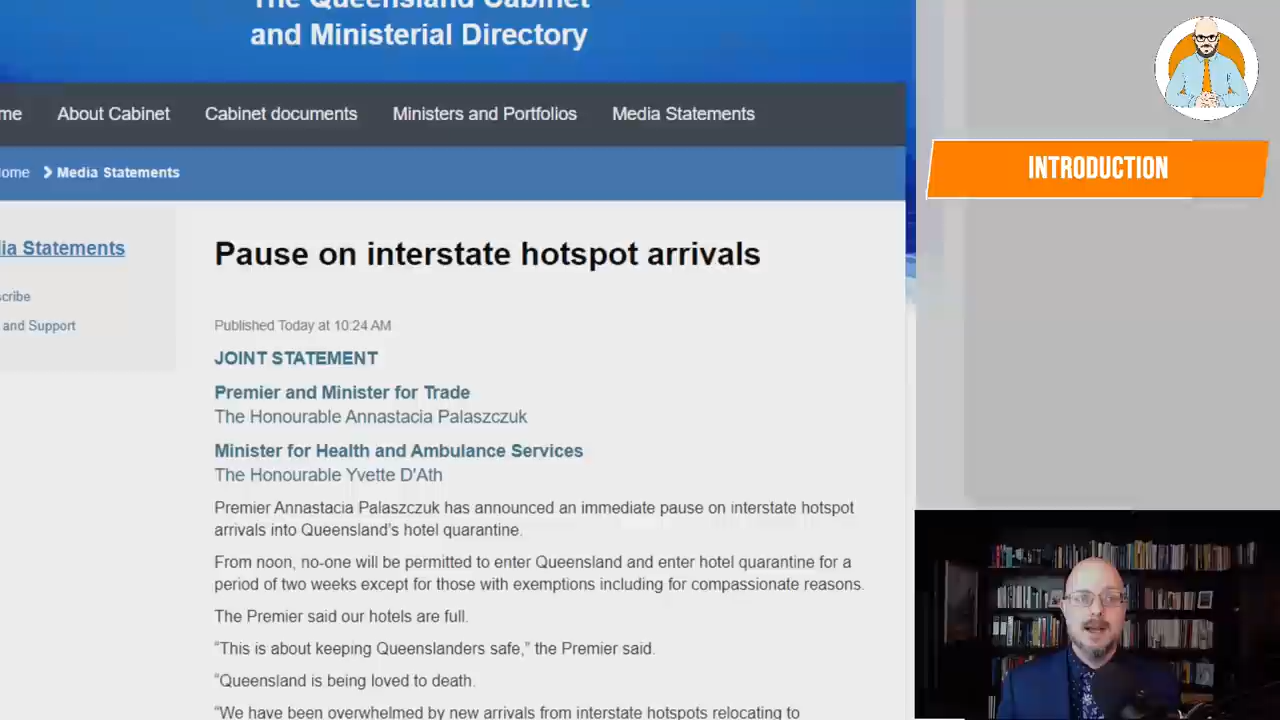 The Queensland Cabinet
and Ministerial Directory
me About Cabinet Cabinet documents Ministers and Portfolios Media Statements
ome Media Statements
INTRODUCTION
ia Statements
Pause on interstate hotspot arrivals
cribe
and Support
Published Today at 10:24 AM
JOINT STATEMENT
Premier and Minister for Trade
The Honourable Annastacia Palaszczuk
Minister for Health and Ambulance Services
The Honourable Yvette D'Ath
Premier Annastacia Palaszczuk has announced an immediate pause on interstate hotspot
arrivals into Queensland's hotel quarantine.
From noon, no-one will be permitted to enter Queensland and enter hotel quarantine for a
period of two weeks except for those with exemptions including for compassionate reasons.
The Premier said our hotels are full.
“This is about keeping Queenslanders safe,” the Premier said.
“Queensland is being loved to death.
“We have been overwhelmed by new arrivals from interstate hotspots relocating to